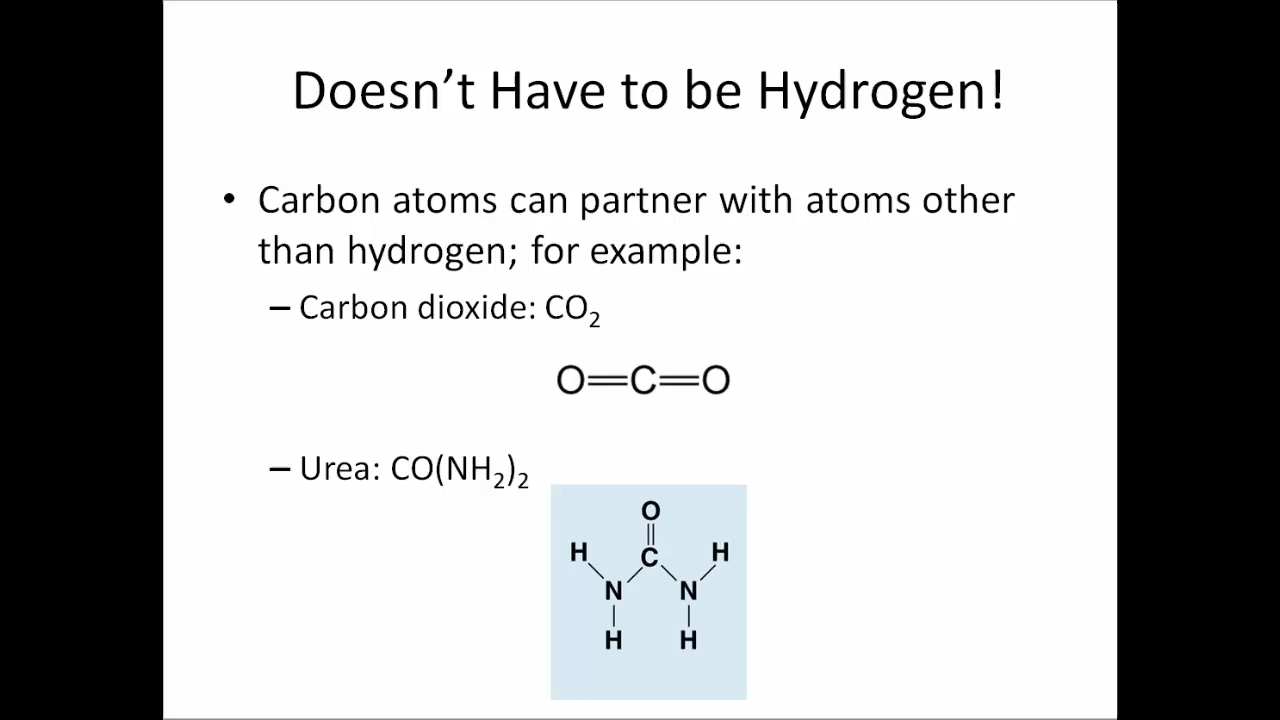 Doesn’t Have to be Hydrogen!
• Carbon atoms can partner with atoms other
than hydrogen; for example:
– Carbon dioxide: CO₂
O═C═O
– Urea: CO(NH₂)₂
O
H C H
N N
H H